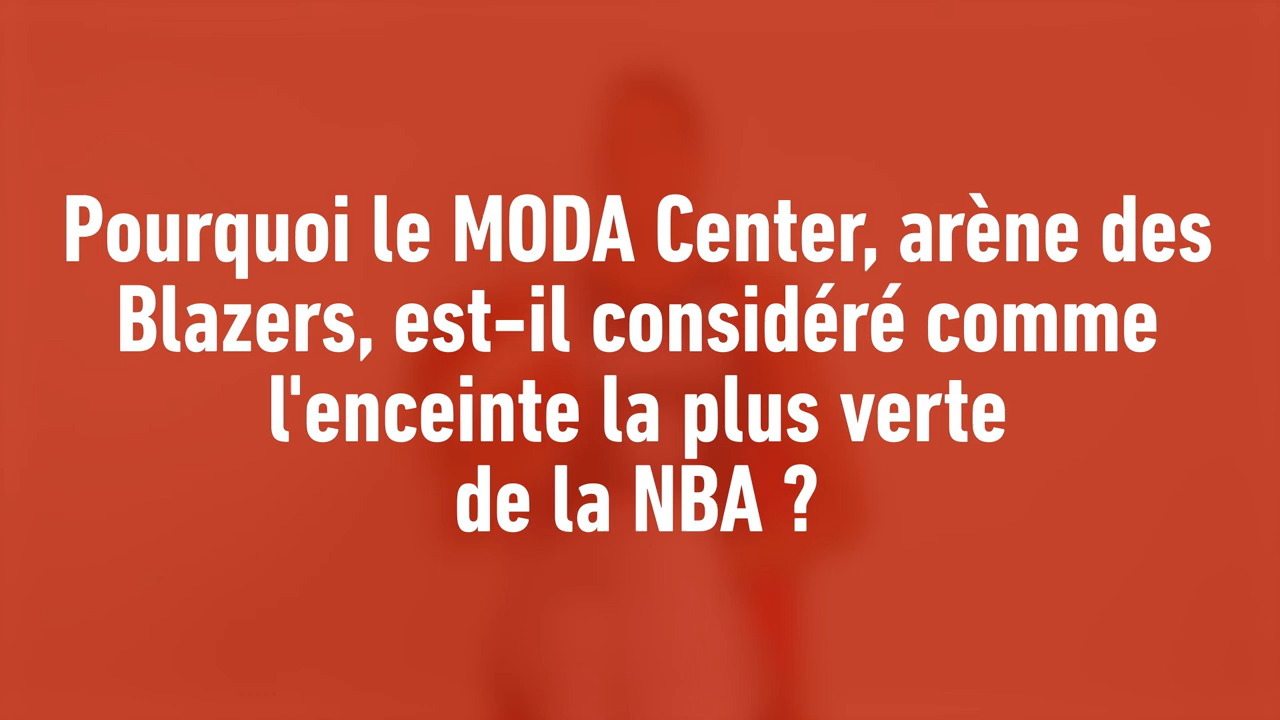 Pourquoi le MODA Center, arène des
Blazers, est-il considéré comme
l'enceinte la plus verte
de la NBA ?